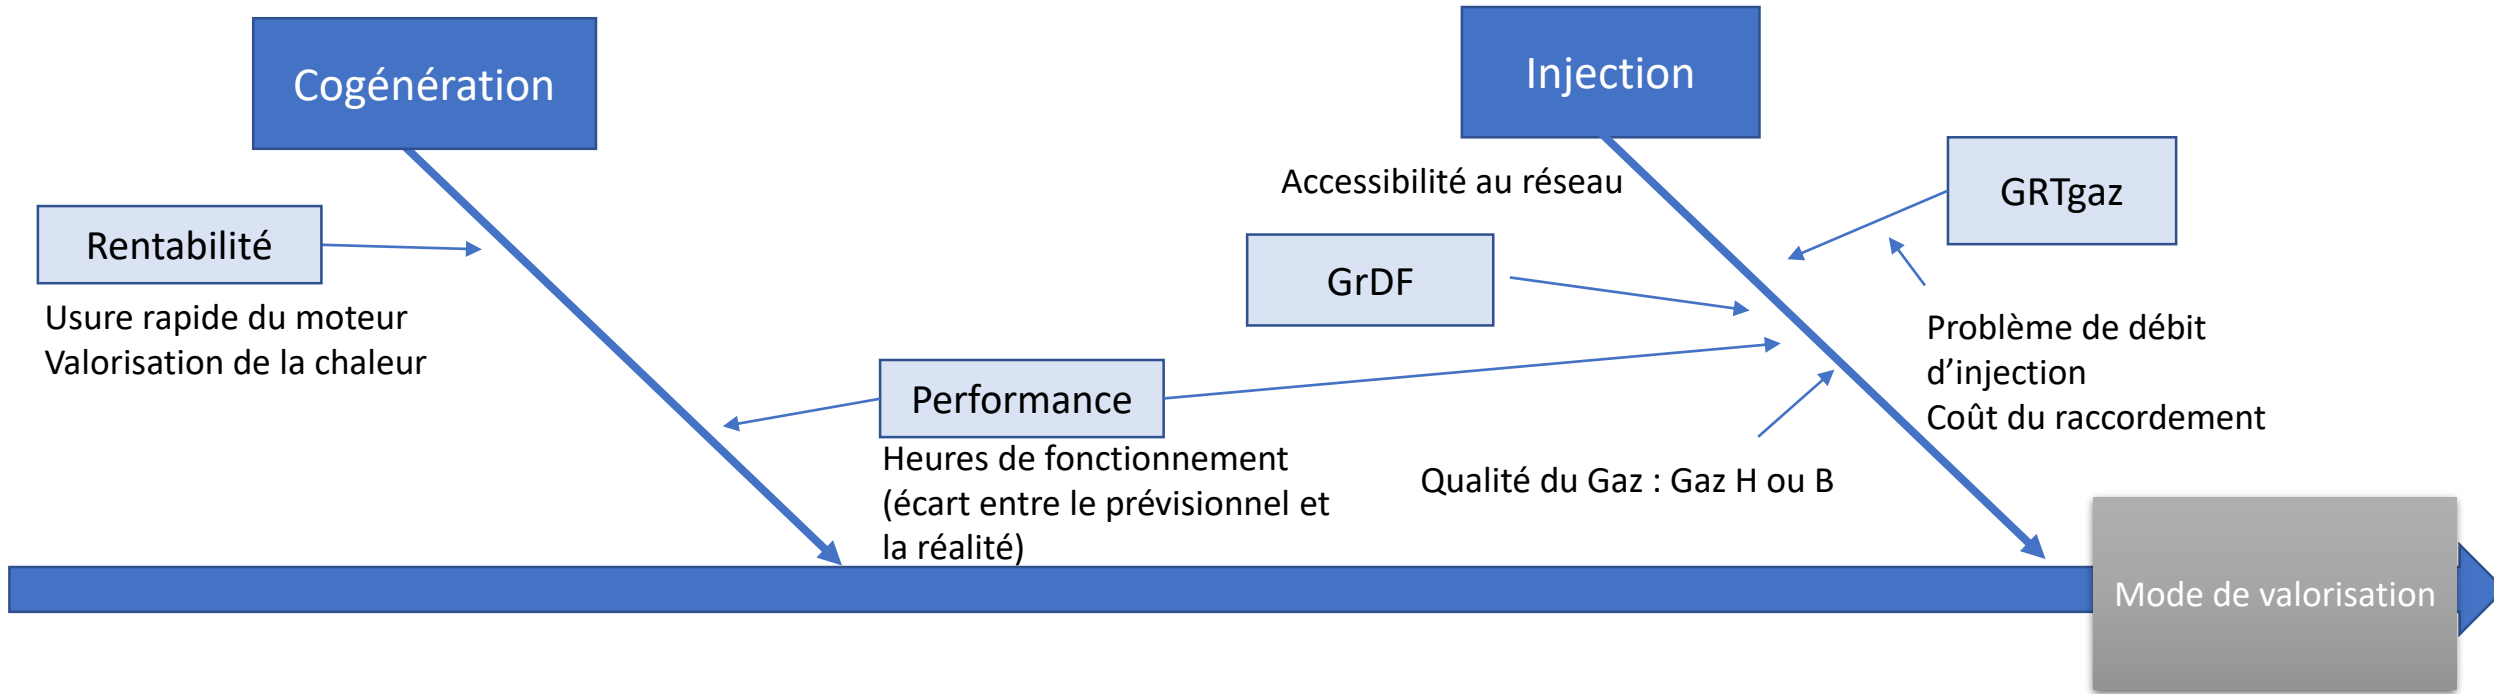 Cogénération
Injection
Accessibilité au réseau
GRTgaz
Rentabilité
GrDF
Usure rapide du moteur
Valorisation de la chaleur
Problème de débit
d’injection
Coût du raccordement
Performance
Heures de fonctionnement
(écart entre le prévisionnel et
la réalité)
Qualité du Gaz : Gaz H ou B
Mode de valorisation